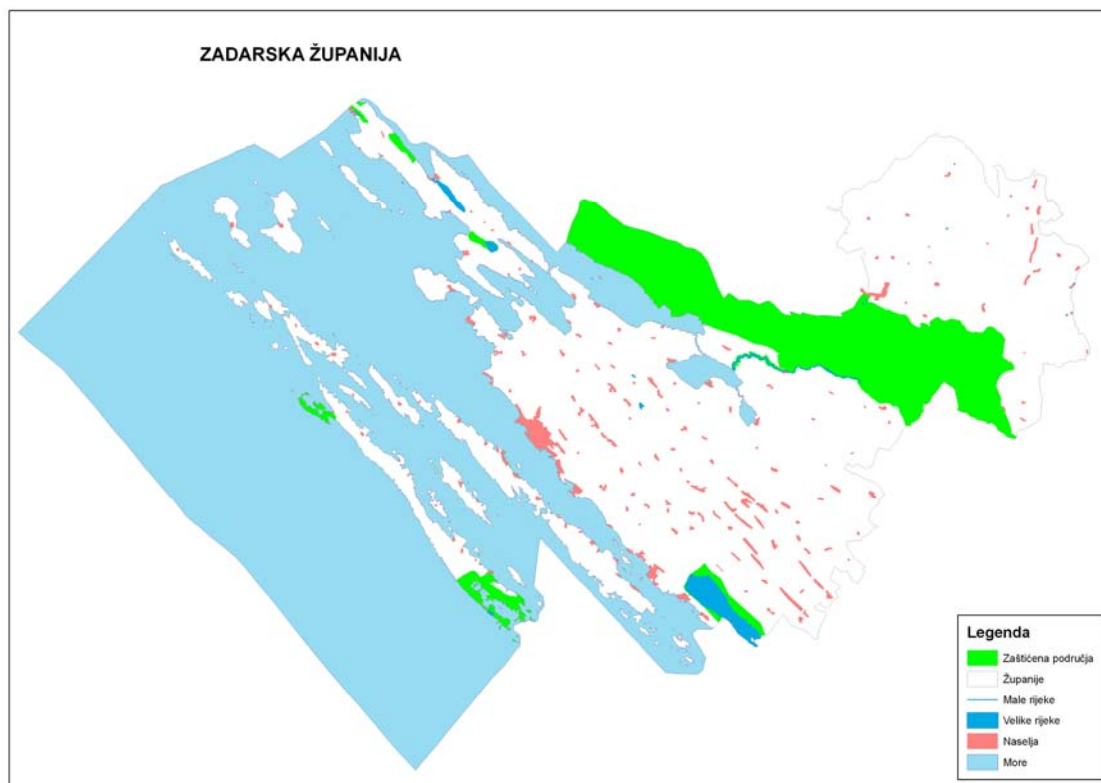 ZADARSKA ŽUPANIJA
Legenda
Zaštićena područja
Županije
Male rijeke
Velike rijeke
Naselja
More